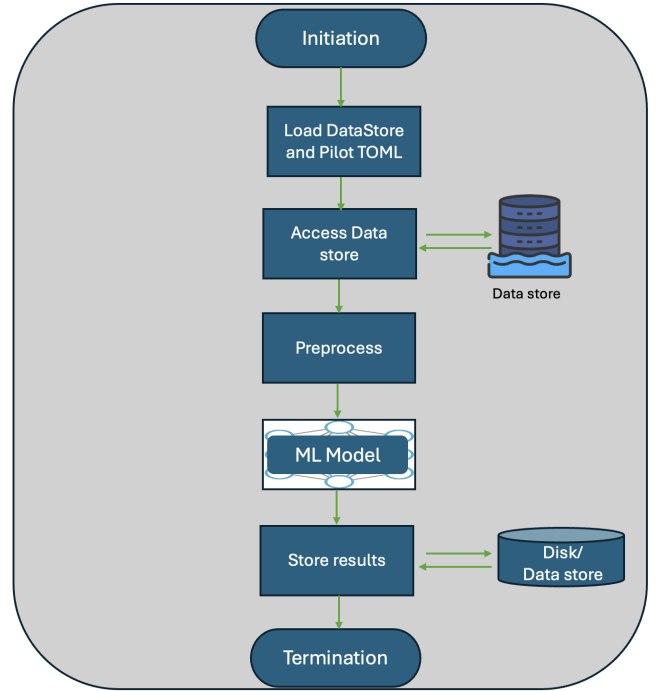 Initiation
Load DataStore
and Pilot TOML
Access Data
store
Data store
Preprocess
ML Model
Store results
Disk/
Data store
Termination